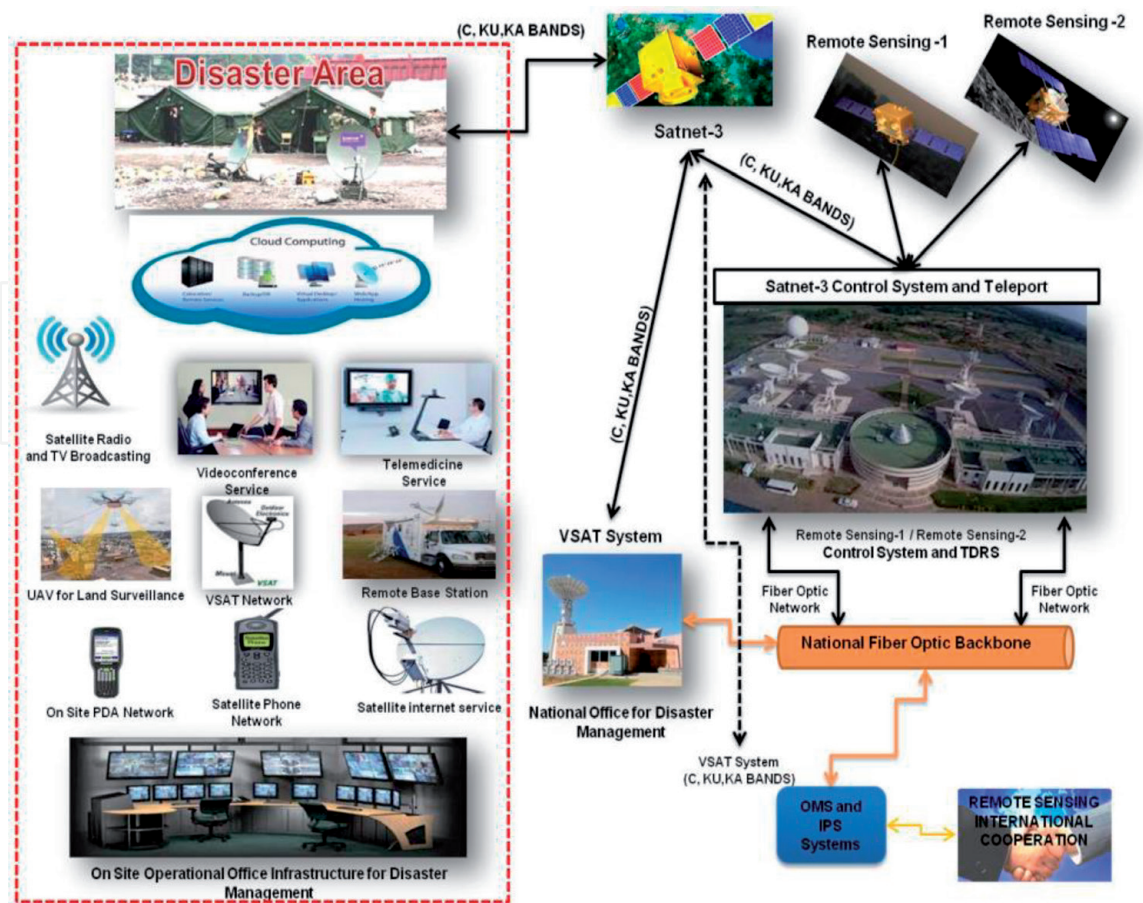 (C, KU,KA BANDS)
Disaster Area
Cloud Computing
Satellite Radio
and TV Broadcasting
Videoconference
Service
Telemedicine
Service
UAV for Land Surveillance
Outdoor
Electronics
Mount
VSAT
VSAT Network
Remote Base Station
On Site PDA Network
Satellite Phone
Network
Satellite internet service
On Site Operational Office Infrastructure for Disaster
Management
Satnet-3
Remote Sensing -1
Remote Sensing -2
(C, KU,KA BANDS)
(C, KU,KA BANDS)
Satnet-3 Control System and Teleport
Remote Sensing-1 / Remote Sensing-2
Control System and TDRS
VSAT System
National Office for Disaster
Management
Fiber Optic
Network
Fiber Optic
Network
National Fiber Optic Backbone
VSAT System
(C, KU,KA BANDS)
OMS and
IPS
Systems
REMOTE SENSING
INTERNATIONAL
COOPERATION